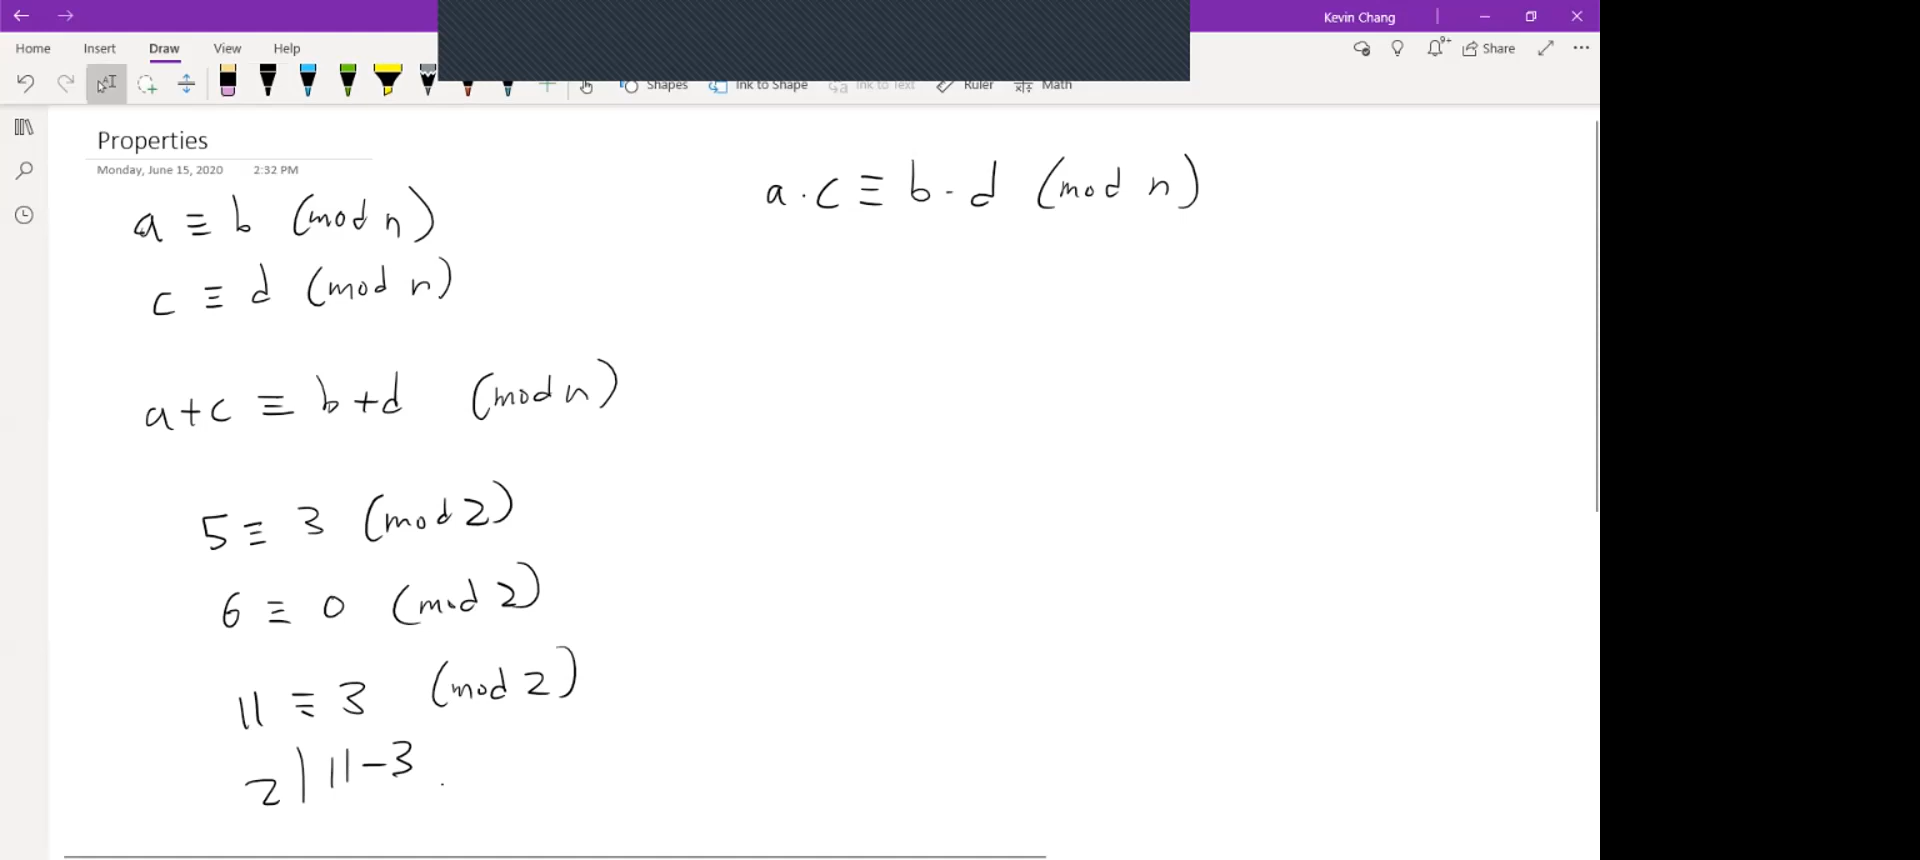 Kevin Chang
Home Insert Draw View Help
9+ Share
Shapes Ink to Shape Ink to Text Ruler Math
Properties
Monday, June 15, 2020 2:32 PM
a ≡ b (mod n)
c ≡ d (mod n)
a+c ≡ b+d (mod n)
5 ≡ 3 (mod 2)
6 ≡ 0 (mod 2)
11 ≡ 3 (mod 2)
2 | 11-3
a · c ≡ b · d (mod n)